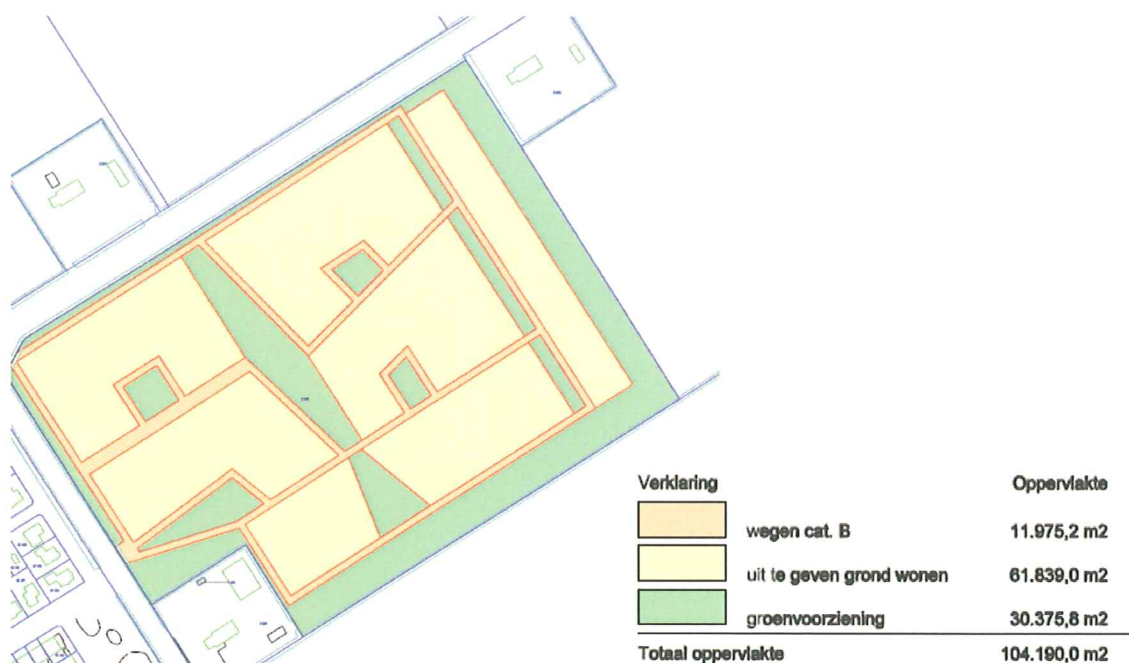 Verklaring Oppervlakte
wegen cat. B 11.975,2 m2
uit te geven grond wonen 61.839,0 m2
groenvoorziening 30.375,8 m2
Totaal oppervlakte 104.190,0 m2